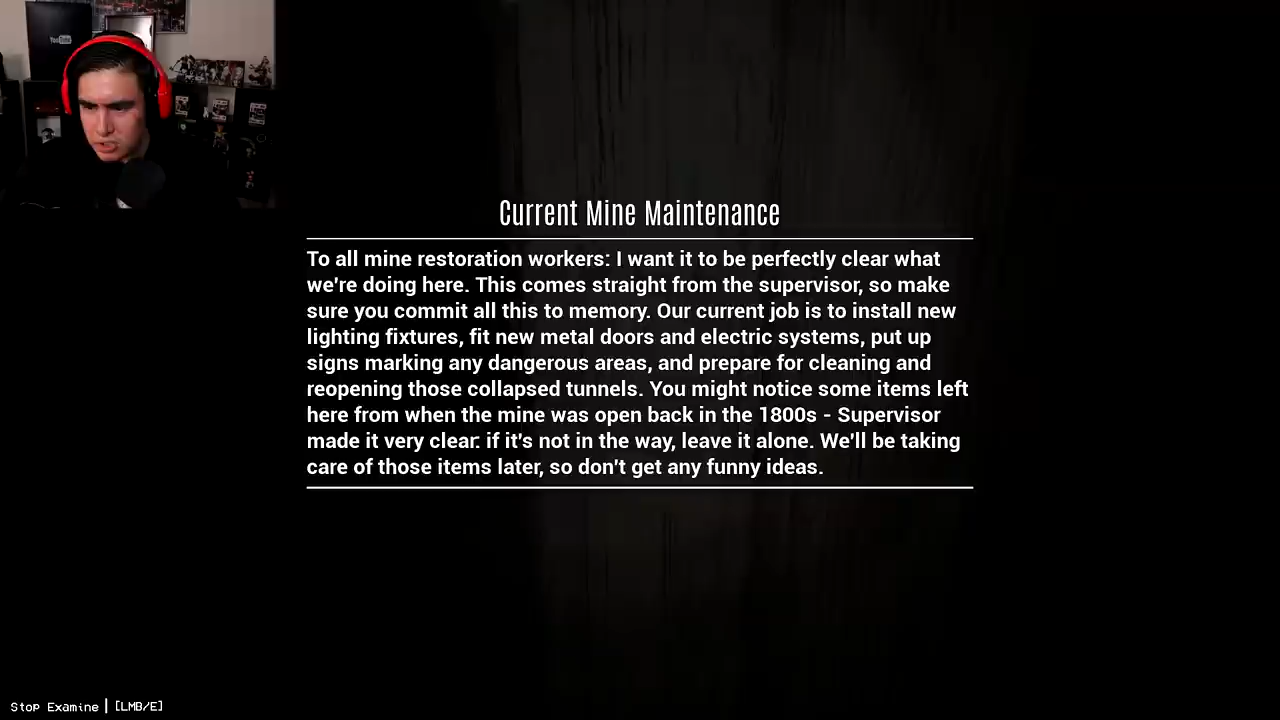 YouTube
Current Mine Maintenance
To all mine restoration workers: I want it to be perfectly clear what
we're doing here. This comes straight from the supervisor, so make
sure you commit all this to memory. Our current job is to install new
lighting fixtures, fit new metal doors and electric systems, put up
signs marking any dangerous areas, and prepare for cleaning and
reopening those collapsed tunnels. You might notice some items left
here from when the mine was open back in the 1800s - Supervisor
made it very clear: if it's not in the way, leave it alone. We'll be taking
care of those items later, so don't get any funny ideas.
Stop Examine | [LMB/E]